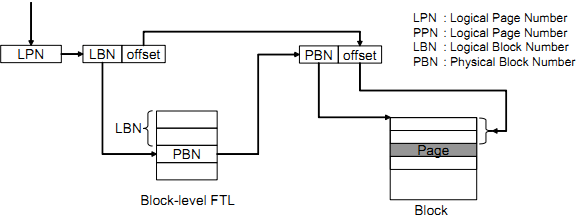 LPN : Logical Page Number
PPN : Logical Page Number
LBN : Logical Block Number
PBN : Physical Block Number
LPN LBN offset PBN offset
LBN
PBN
Page
Block-level FTL
Block